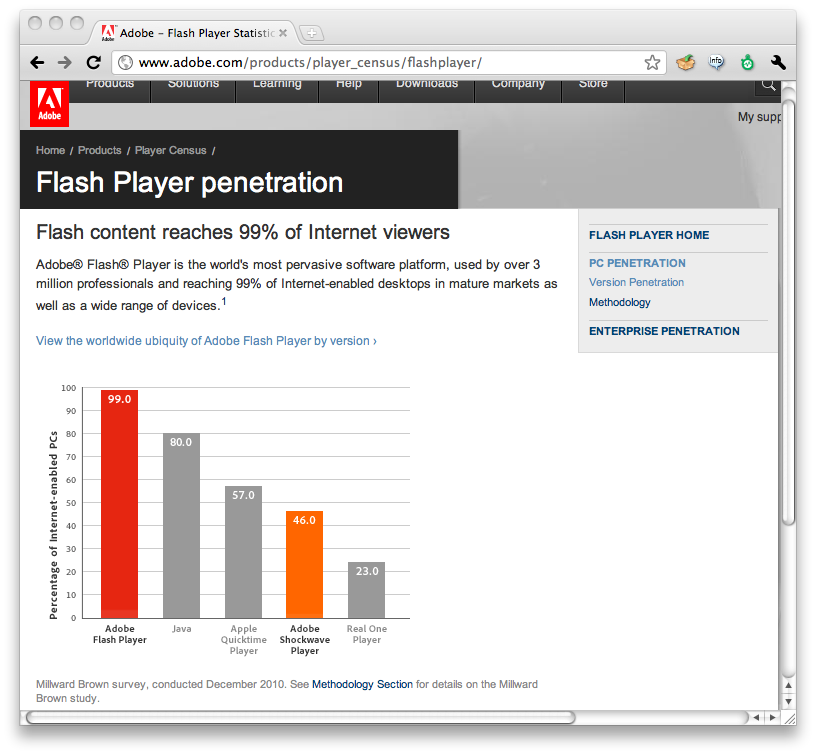 Adobe – Flash Player Statistic
www.adobe.com/products/player_census/flashplayer/
Info
Products Solutions Learning Help Downloads Company Store
Adobe
My supp
Home / Products / Player Census /
Flash Player penetration
Flash content reaches 99% of Internet viewers
Adobe® Flash® Player is the world's most pervasive software platform, used by over 3
million professionals and reaching 99% of Internet-enabled desktops in mature markets as
well as a wide range of devices.1
View the worldwide ubiquity of Adobe Flash Player by version ›
FLASH PLAYER HOME
PC PENETRATION
Version Penetration
Methodology
ENTERPRISE PENETRATION
Percentage of Internet-enabled PCs
100
90
80
70
60
50
40
30
20
10
0
99.0
80.0
57.0
46.0
23.0
Adobe
Flash Player
Java
Apple
Quicktime
Player
Adobe
Shockwave
Player
Real One
Player
Millward Brown survey, conducted December 2010. See Methodology Section for details on the Millward
Brown study.